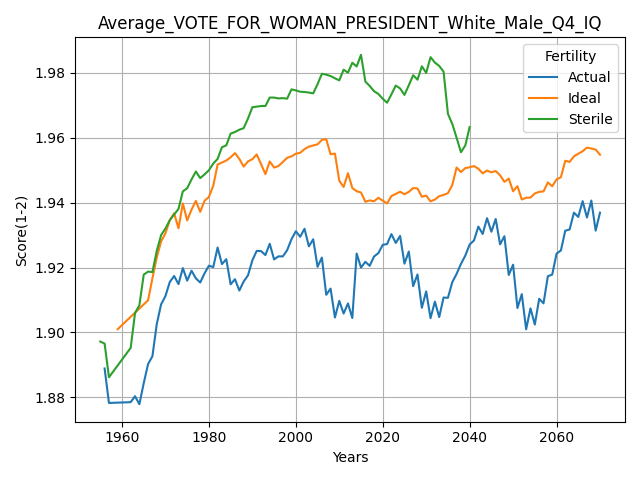 Average_VOTE_FOR_WOMAN_PRESIDENT_White_Male_Q4_IQ
Fertility
Actual
Ideal
Sterile
Score(1-2)
1.98
1.96
1.94
1.92
1.90
1.88
1960 1980 2000 2020 2040 2060
Years